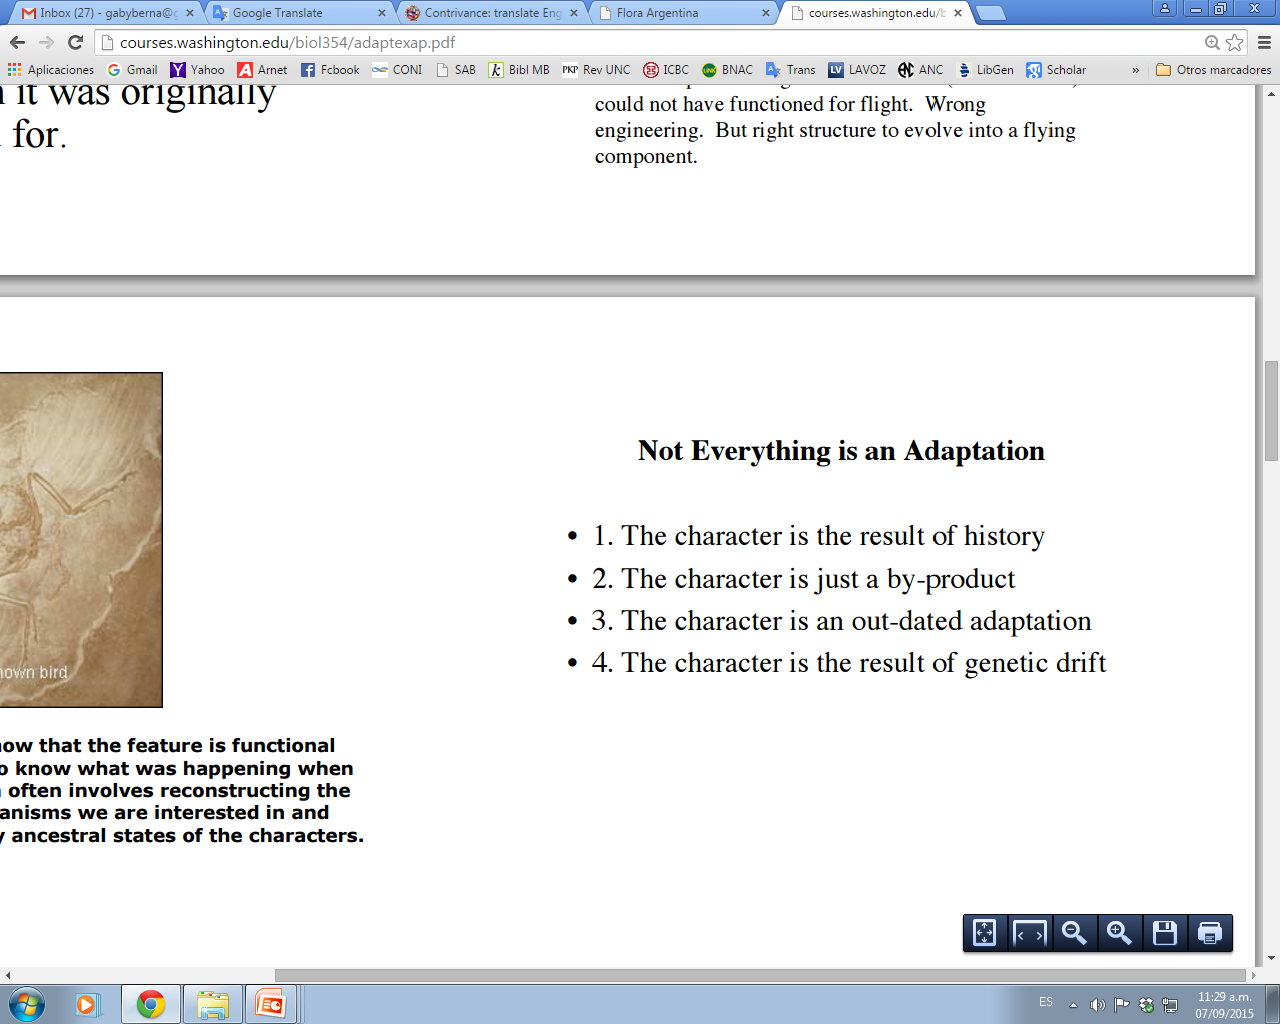 Inbox (27) - gabyberna@g
Google Translate
Contrivance: translate Eng
Flora Argentina
courses.washington.edu/b
courses.washington.edu/biol354/adaptexap.pdf
Aplicaciones Gmail Yahoo Arnet Fcbook CONI SAB Bibl MB Rev UNC ICBC BNAC Trans LAVOZ ANC LibGen Scholar » Otros marcadores
it was originally
for.
could not have functioned for flight. Wrong
engineering. But right structure to evolve into a flying
component.
nown bird
now that the feature is functional
o know what was happening when
often involves reconstructing the
anisms we are interested in and
y ancestral states of the characters.
Not Everything is an Adaptation
• 1. The character is the result of history
• 2. The character is just a by-product
• 3. The character is an out-dated adaptation
• 4. The character is the result of genetic drift
ES
11:29 a.m.
07/09/2015